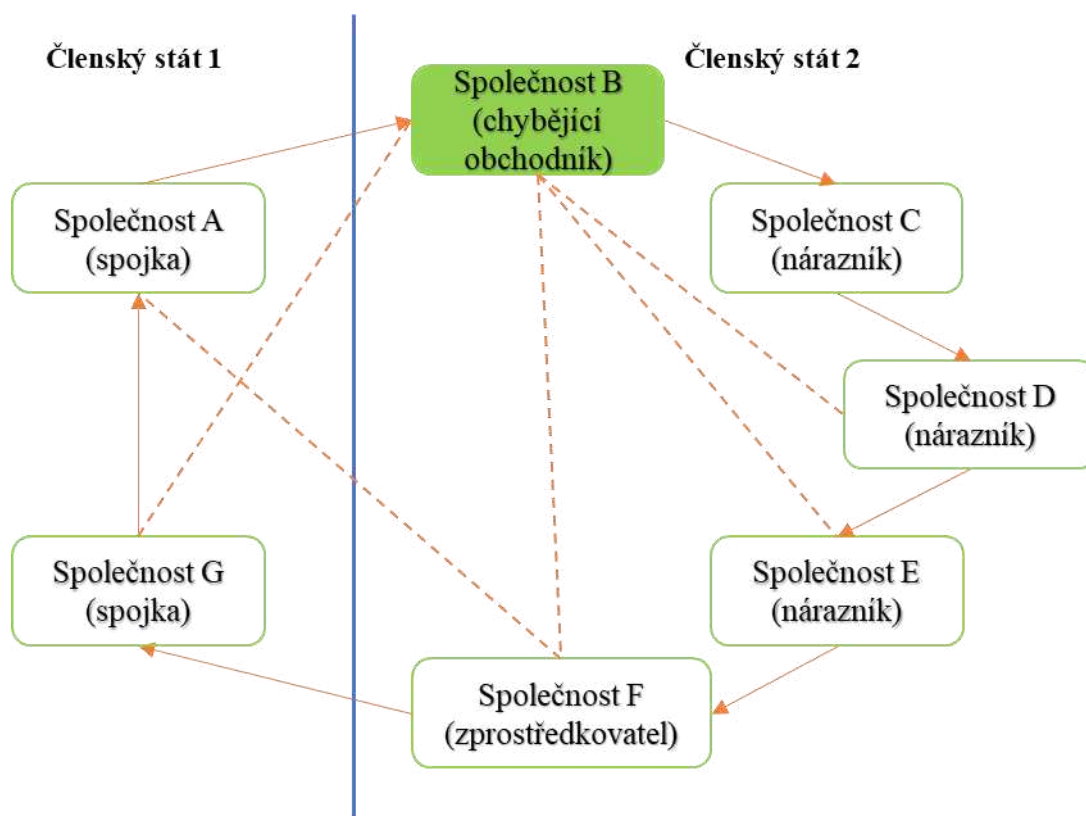 Členský stát 1
Členský stát 2
Společnost B
(chybějící
obchodník)
Společnost A
(spojka)
Společnost C
(nárazník)
Společnost D
(nárazník)
Společnost G
(spojka)
Společnost E
(nárazník)
Společnost F
(zprostředkovatel)